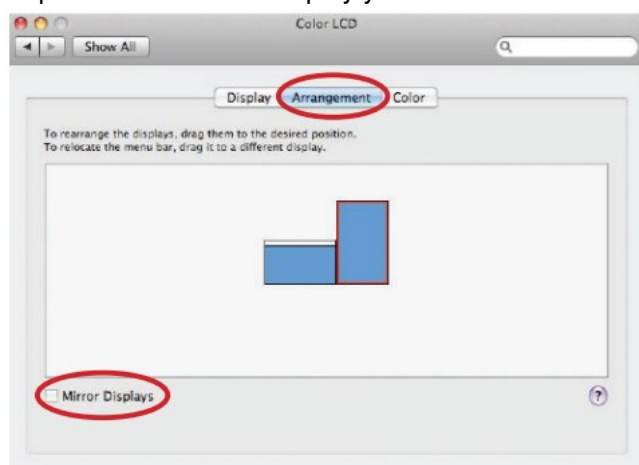 Color LCD
Show All
Display Arrangement Color
To rearrange the displays, drag them to the desired position.
To relocate the menu bar, drag it to a different display.
Mirror Displays
?